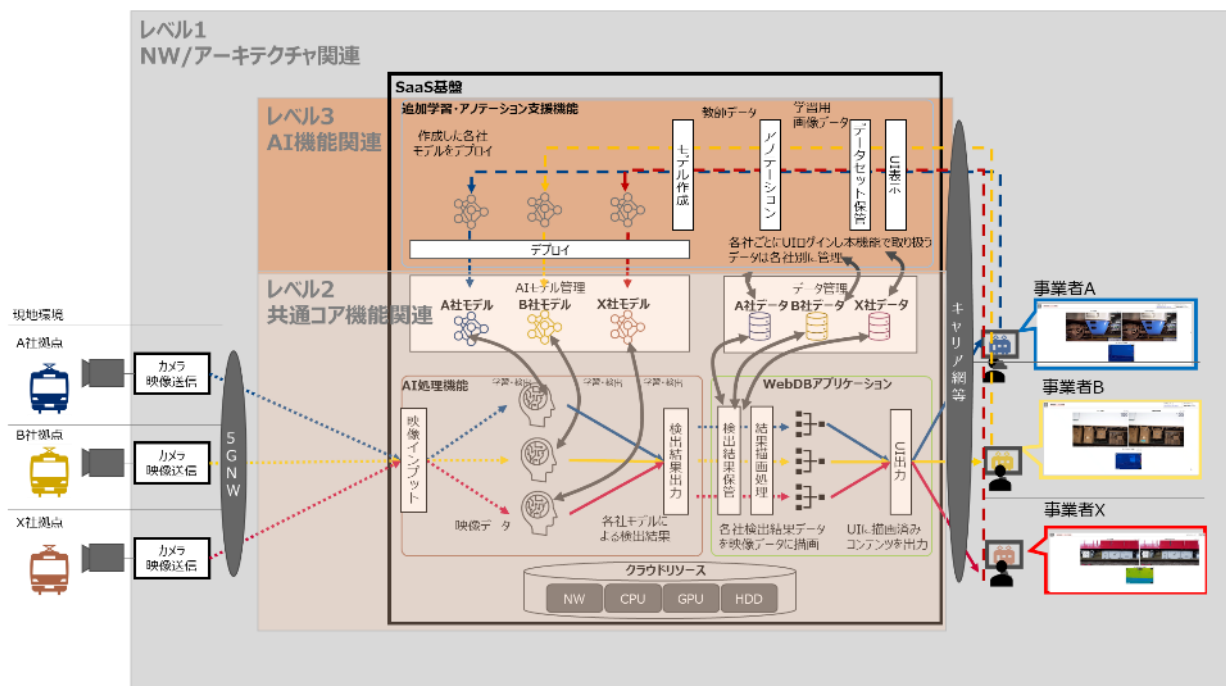 レベル1
NW/アーキテクチャ関連
SaaS基盤
レベル3
AI機能関連
追加学習・アノテーション支援機能
作成した各社
モデルをデプロイ
教師データ
学習用
画像データ
モデル作成
アノテーション
データセット保管
UI表示
デプロイ
各社ごとにUIログインし本機能で取り扱う
データは各社別に管理
レベル2
共通コア機能関連
AIモデル管理
A社モデル
B社モデル
X社モデル
データ管理
A社データ
B社データ
X社データ
現地環境
A社拠点
カメラ
映像送信
B社拠点
カメラ
映像送信
X社拠点
カメラ
映像送信
5GNW
AI処理機能
学習・検出
学習・検出
学習・検出
映像インプット
映像データ
検出結果出力
各社モデルに
よる検出結果
WebDBアプリケーション
検出結果保管
結果描画処理
UI出力
各社検出結果データ
を映像データに描画
UIに描画済み
コンテンツを出力
クラウドリソース
NW
CPU
GPU
HDD
キャリア網等
事業者A
事業者B
事業者X